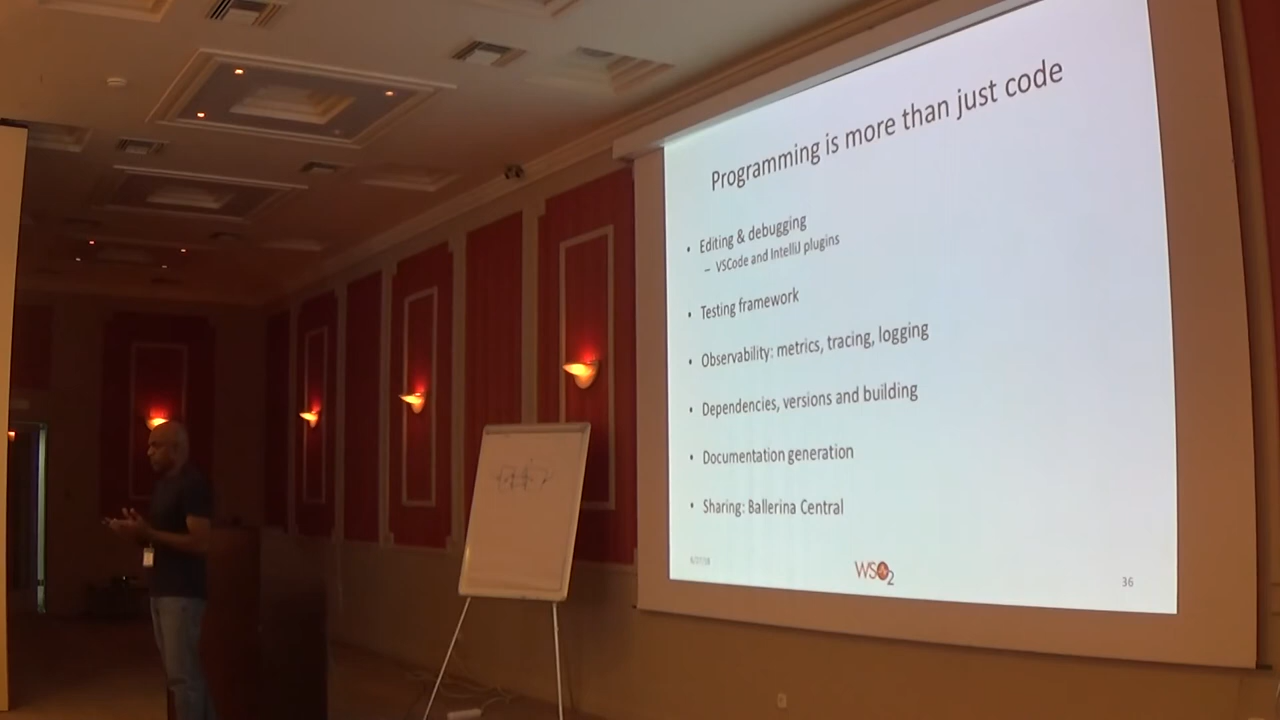 Programming is more than just code
• Editing & debugging
– VSCode and IntelliJ plugins
• Testing framework
• Observability: metrics, tracing, logging
• Dependencies, versions and building
• Documentation generation
• Sharing: Ballerina Central
WSO2
36